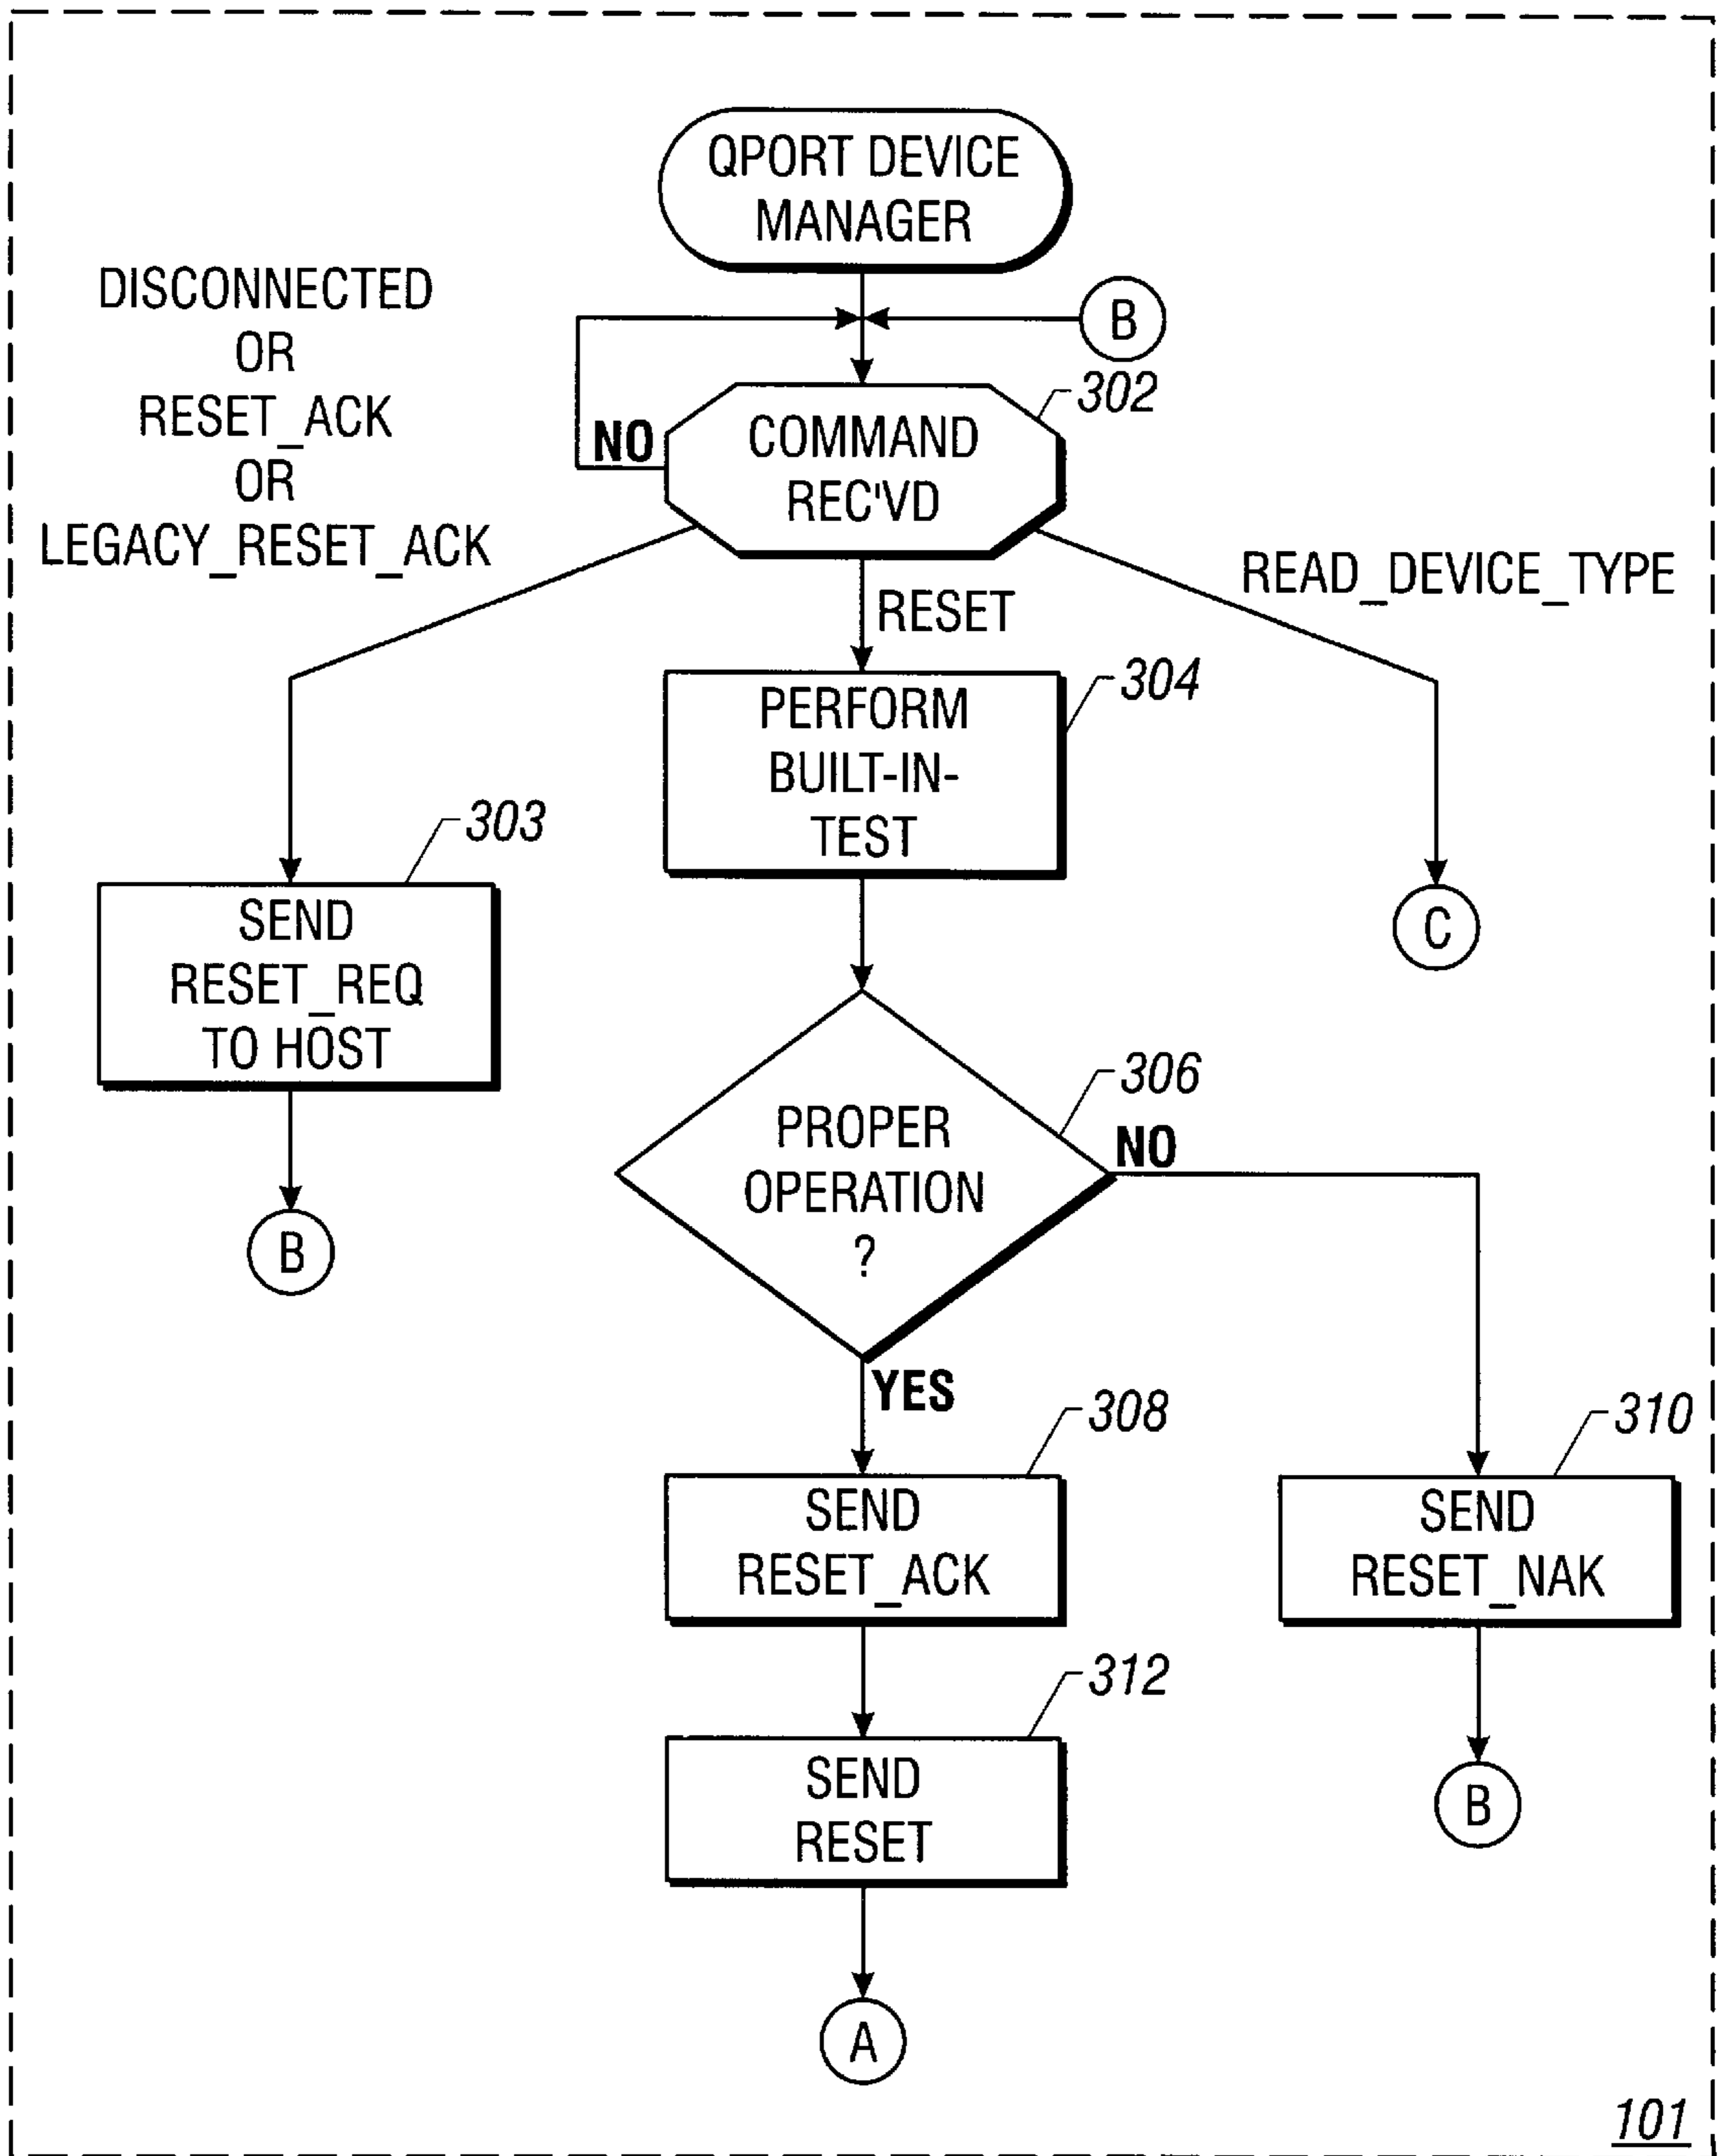 QPORT DEVICE
MANAGER
B
DISCONNECTED
OR
RESET_ACK
OR
LEGACY_RESET_ACK
302
NO
COMMAND
REC'VD
READ_DEVICE_TYPE
RESET
304
PERFORM
BUILT-IN-
TEST
303
SEND
RESET_REQ
TO HOST
C
B
306
PROPER
OPERATION
?
NO
YES
308
SEND
RESET_ACK
310
SEND
RESET_NAK
312
SEND
RESET
B
A
101